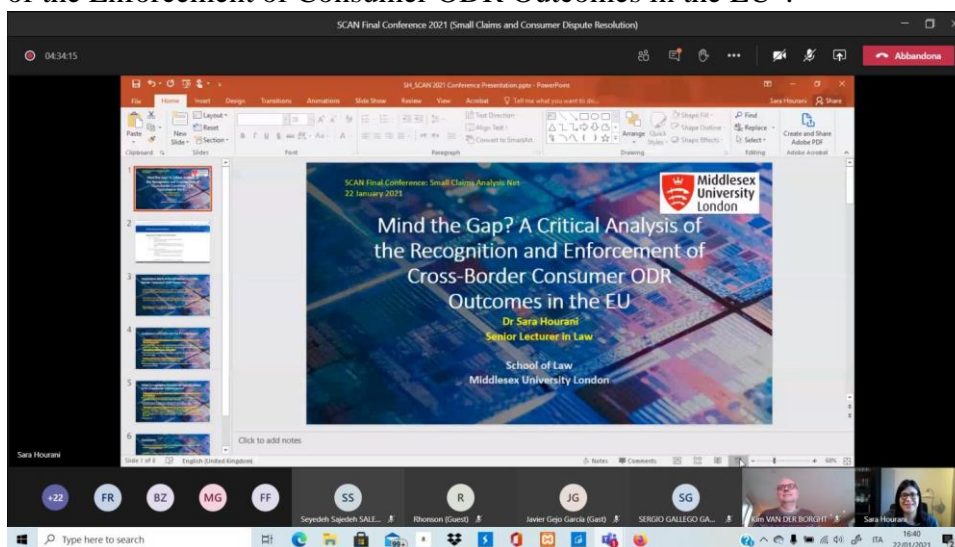 of the Enforcement of Consumer ODR Outcomes in the EU".
SCAN Final Conference 2021 (Small Claims and Consumer Dispute Resolution)
04:34:15
Abbandona
SH_SCAN 2021 Conference Presentation.pptx - PowerPoint
Sara Hourani
Share
File Home Insert Design Transitions Animations Slide Show Review View Acrobat Tell me what you want to do...
Paste
New
Slide
Layout
Reset
Section
Text Direction
Align Text
Convert to SmartArt
Arrange Quick
Styles
Shape Fill
Shape Outline
Shape Effects
Find
Replace
Select
Create and Share
Adobe PDF
Clipboard Slides Font Paragraph Drawing Editing Adobe Acrobat
1
2
3
4
5
6
SCAN Final Conference: Small Claims Analysis Net
22 January 2021
Middlesex
University
London
Mind the Gap? A Critical Analysis of
the Recognition and Enforcement of
Cross-Border Consumer ODR
Outcomes in the EU
Dr Sara Hourani
Senior Lecturer in Law
School of Law
Middlesex University London
Click to add notes
Sara Hourani
Slide 1 of 8 English (United Kingdom) Notes Comments 68%
+22 FR BZ MG FF SS R JG SG
Seyedeh Sajedeh SALE... Rhonson (Guest) Javier Gejo Garcia (Gast) SERGIO GALLEGO GA... Kim VAN DER BORGHT Sara Hourani
Type here to search
99+
ITA
16:40
22/01/2021
2